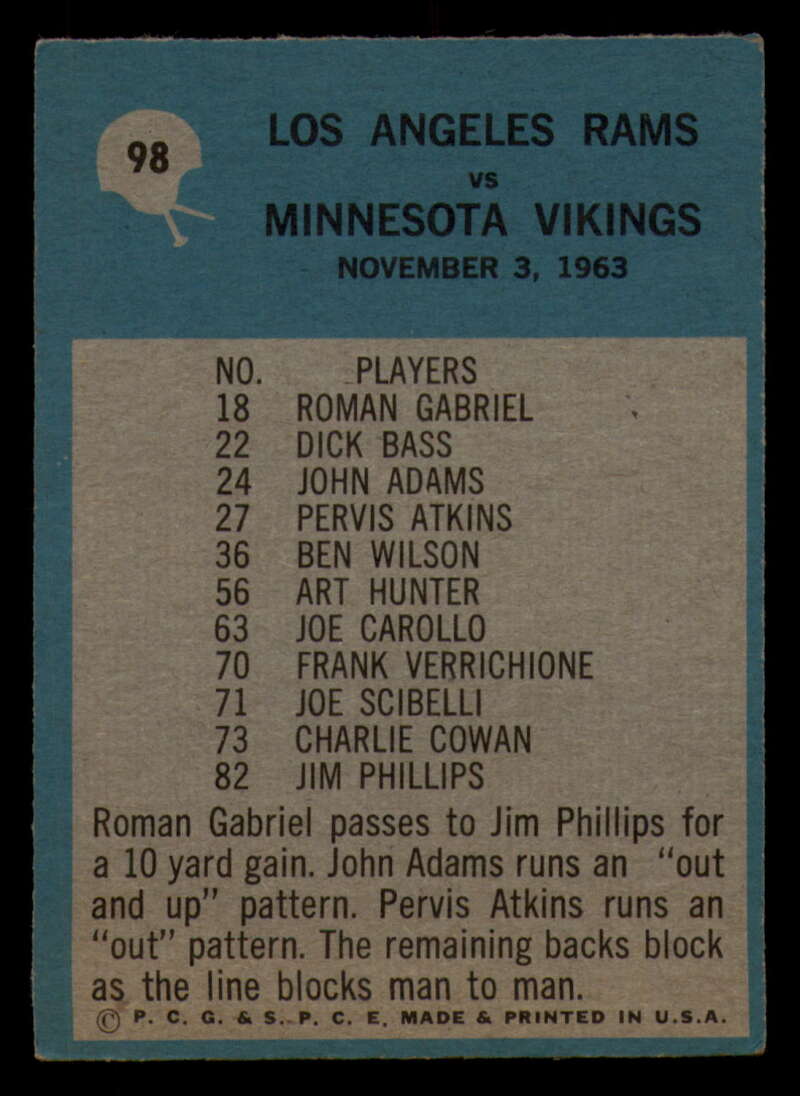 98
LOS ANGELES RAMS
VS
MINNESOTA VIKINGS
NOVEMBER 3, 1963
NO. PLAYERS
18 ROMAN GABRIEL
22 DICK BASS
24 JOHN ADAMS
27 PERVIS ATKINS
36 BEN WILSON
56 ART HUNTER
63 JOE CAROLLO
70 FRANK VERRICHIONE
71 JOE SCIBELLI
73 CHARLIE COWAN
82 JIM PHILLIPS
Roman Gabriel passes to Jim Phillips for
a 10 yard gain. John Adams runs an "out
and up" pattern. Pervis Atkins runs an
"out" pattern. The remaining backs block
as the line blocks man to man.
© P. C. G. & S. P. C. E. MADE & PRINTED IN U.S.A.